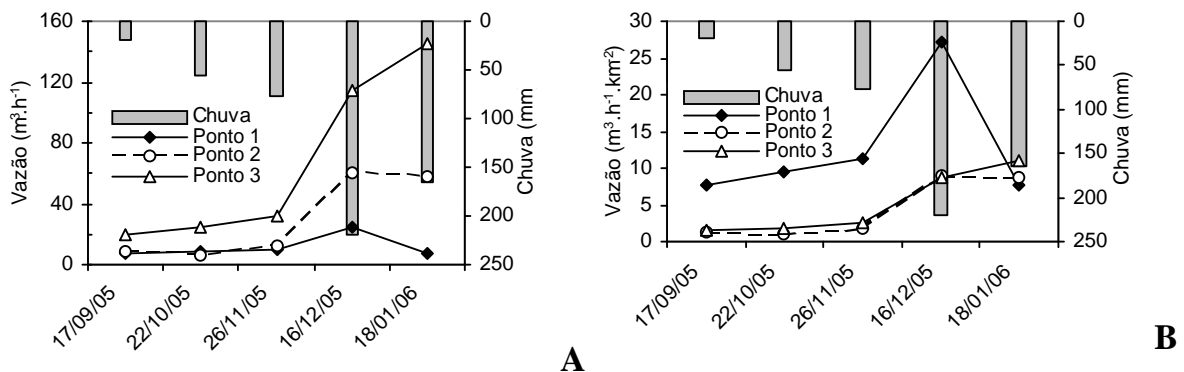 160
140
120
100
80
60
40
20
0
Vazão (m³.h⁻¹)
0
50
100
150
200
250
Chuva (mm
Chuva
Ponto 1
Ponto 2
Ponto 3
17/09/05
22/10/05
26/11/05
16/12/05
18/01/06
A
30
25
20
15
10
5
0
Vazão (m³.h⁻¹.km⁻²)
0
50
100
150
200
250
Chuva (mm)
Chuva
Ponto 1
Ponto 2
Ponto 3
17/09/05
22/10/05
26/11/05
16/12/05
18/01/06
B